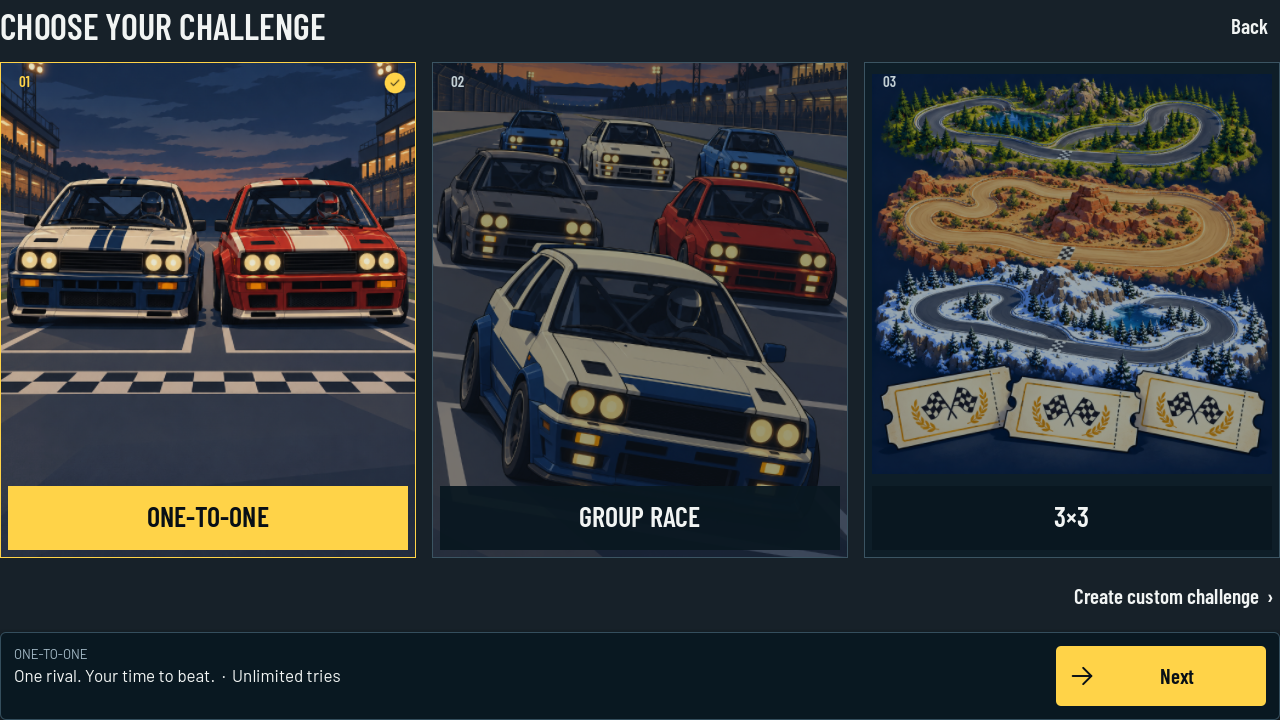 CHOOSE YOUR CHALLENGE
Back
01
02
03
ONE-TO-ONE
GROUP RACE
3×3
Create custom challenge ›
ONE-TO-ONE
One rival. Your time to beat. · Unlimited tries
Next